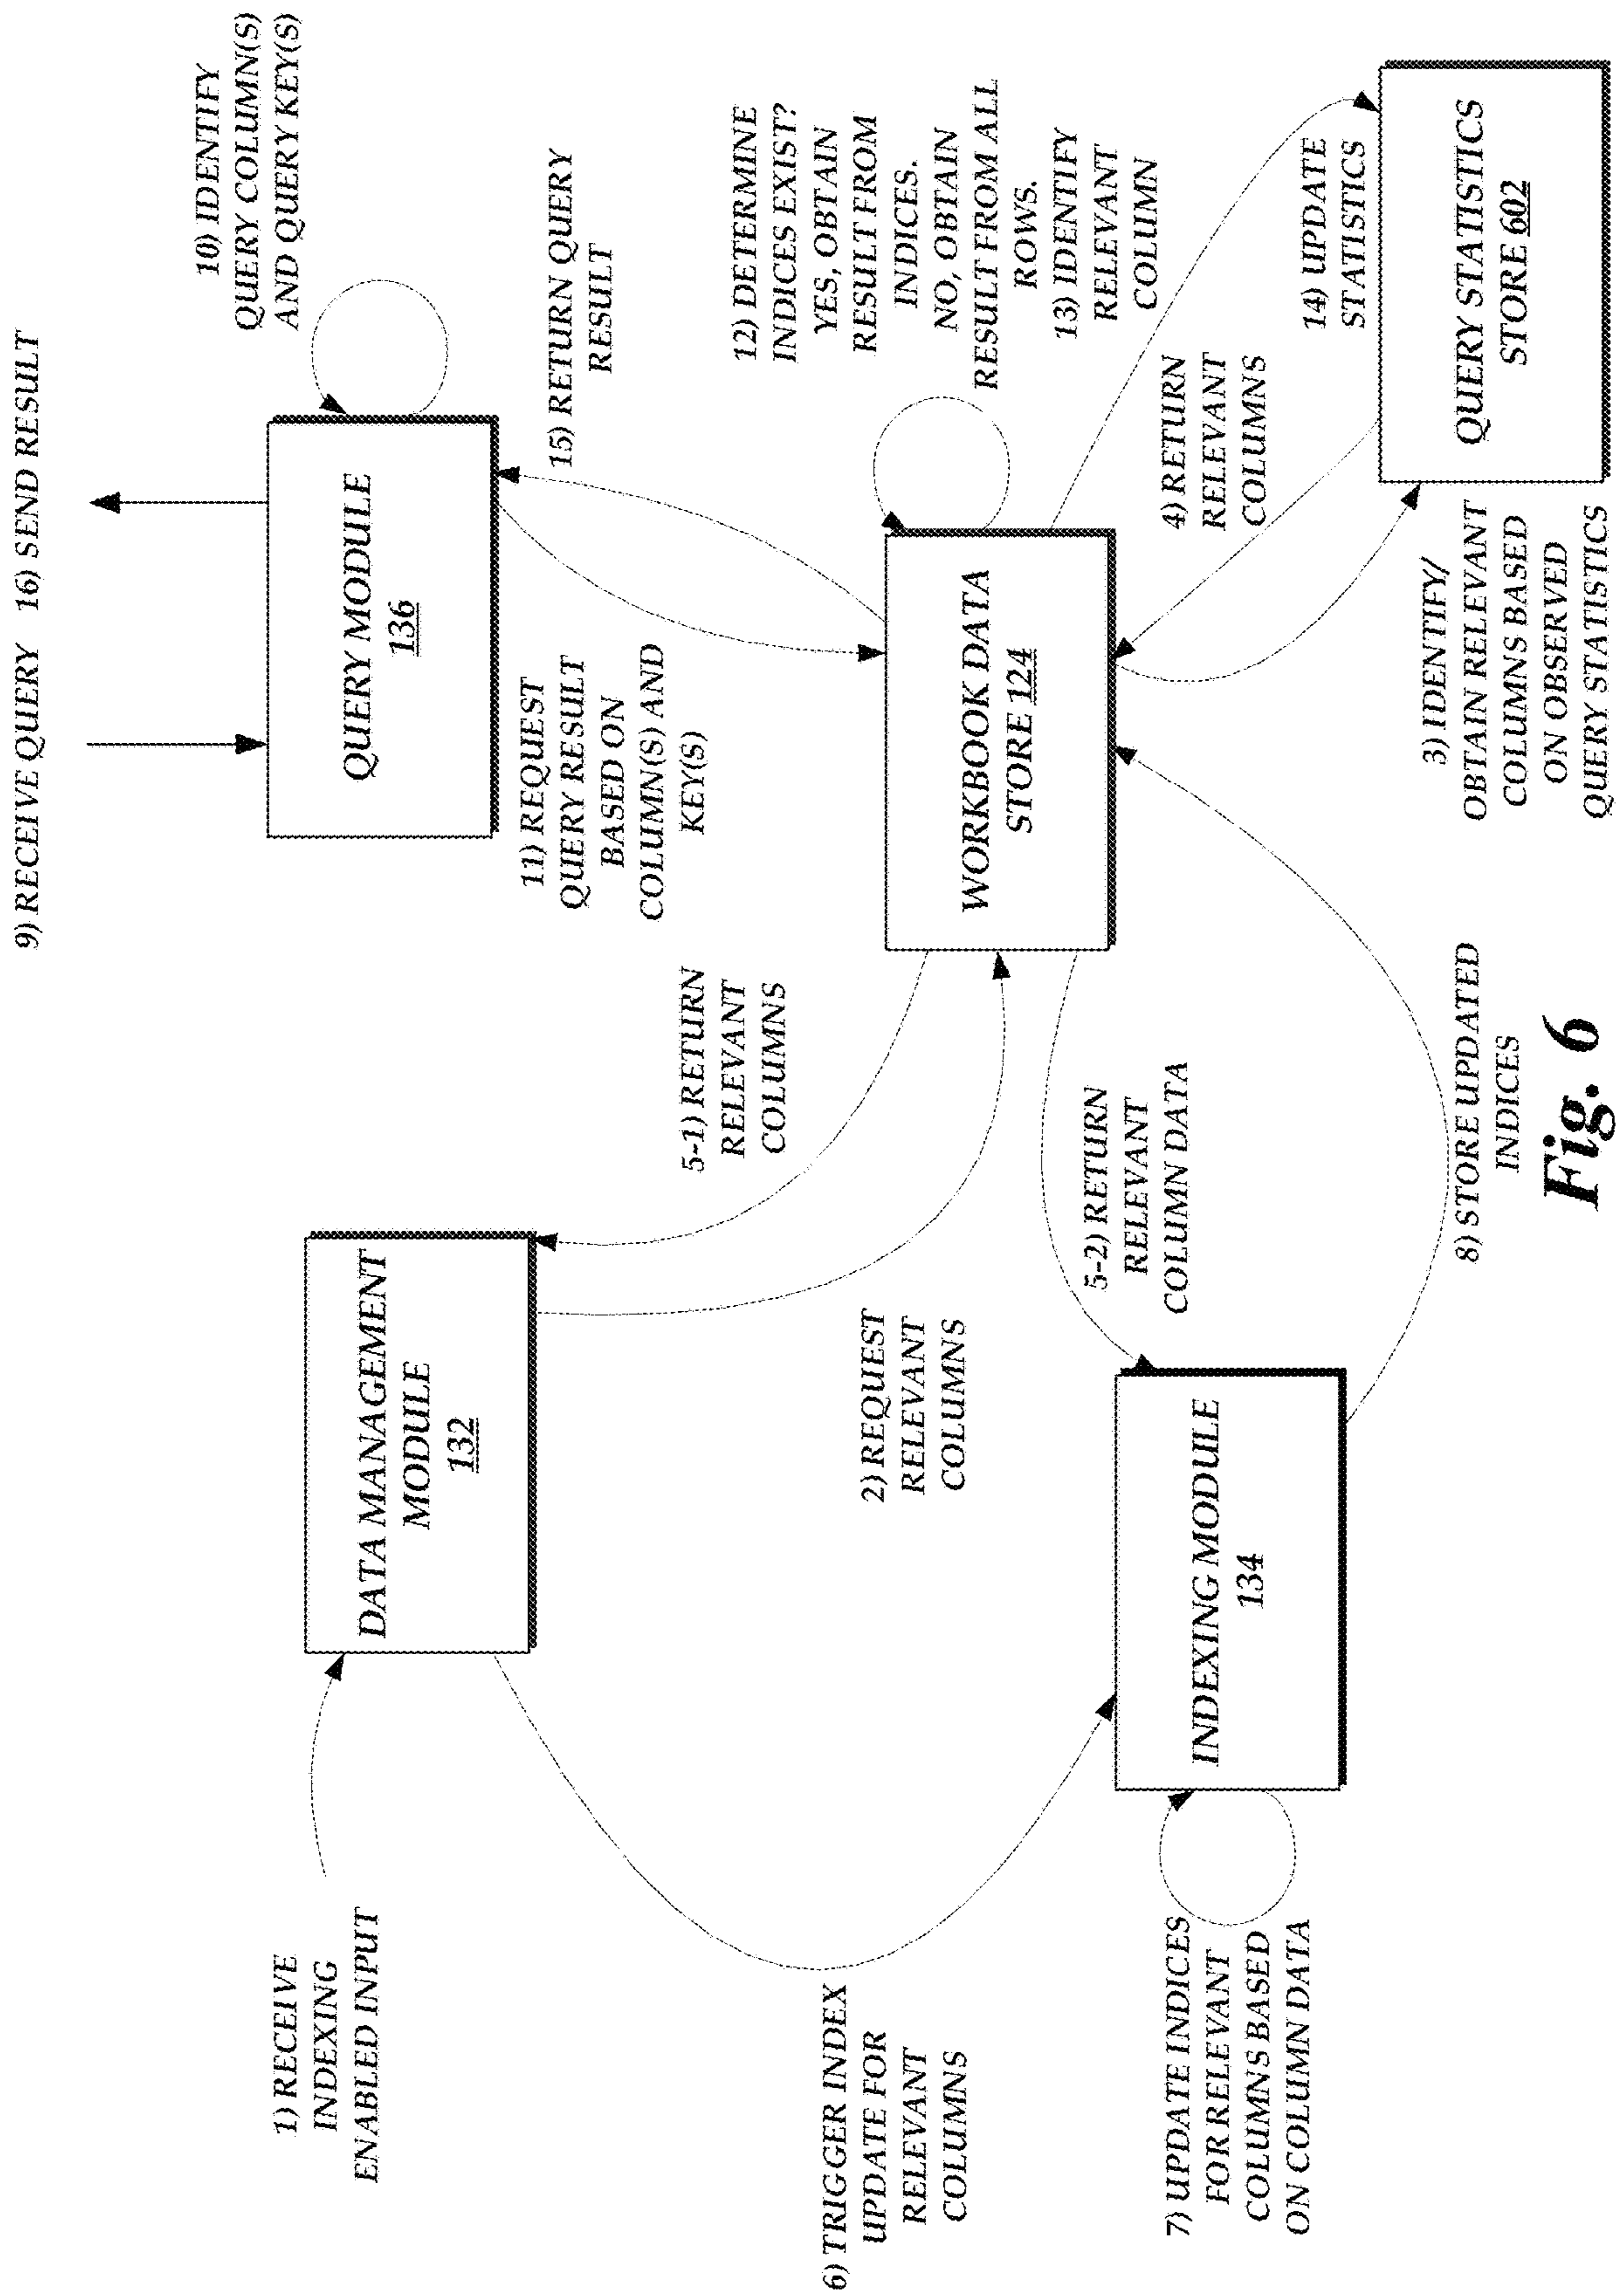 9) RECEIVE QUERY
16) SEND RESULT
10) IDENTIFY
QUERY COLUMN(S)
AND QUERY KEY(S)
QUERY MODULE
136
15) RETURN QUERY
RESULT
11) REQUEST
QUERY RESULT
BASED ON
COLUMN(S) AND
KEY(S)
12) DETERMINE
INDICES EXIST?
YES, OBTAIN
RESULT FROM
INDICES.
NO, OBTAIN
RESULT FROM ALL
ROWS.
13) IDENTIFY
RELEVANT
COLUMN
1) RECEIVE
INDEXING
ENABLED INPUT
DATA MANAGEMENT
MODULE
132
5-1) RETURN
RELEVANT
COLUMNS
WORKBOOK DATA
STORE 124
2) REQUEST
RELEVANT
COLUMNS
6) TRIGGER INDEX
UPDATE FOR
RELEVANT
COLUMNS
5-2) RETURN
RELEVANT
COLUMN DATA
4) RETURN
RELEVANT
COLUMNS
14) UPDATE
STATISTICS
7) UPDATE INDICES
FOR RELEVANT
COLUMNS BASED
ON COLUMN DATA
INDEXING MODULE
134
3) IDENTIFY/
OBTAIN RELEVANT
COLUMNS BASED
ON OBSERVED
QUERY STATISTICS
QUERY STATISTICS
STORE 602
8) STORE UPDATED
INDICES
Fig. 6